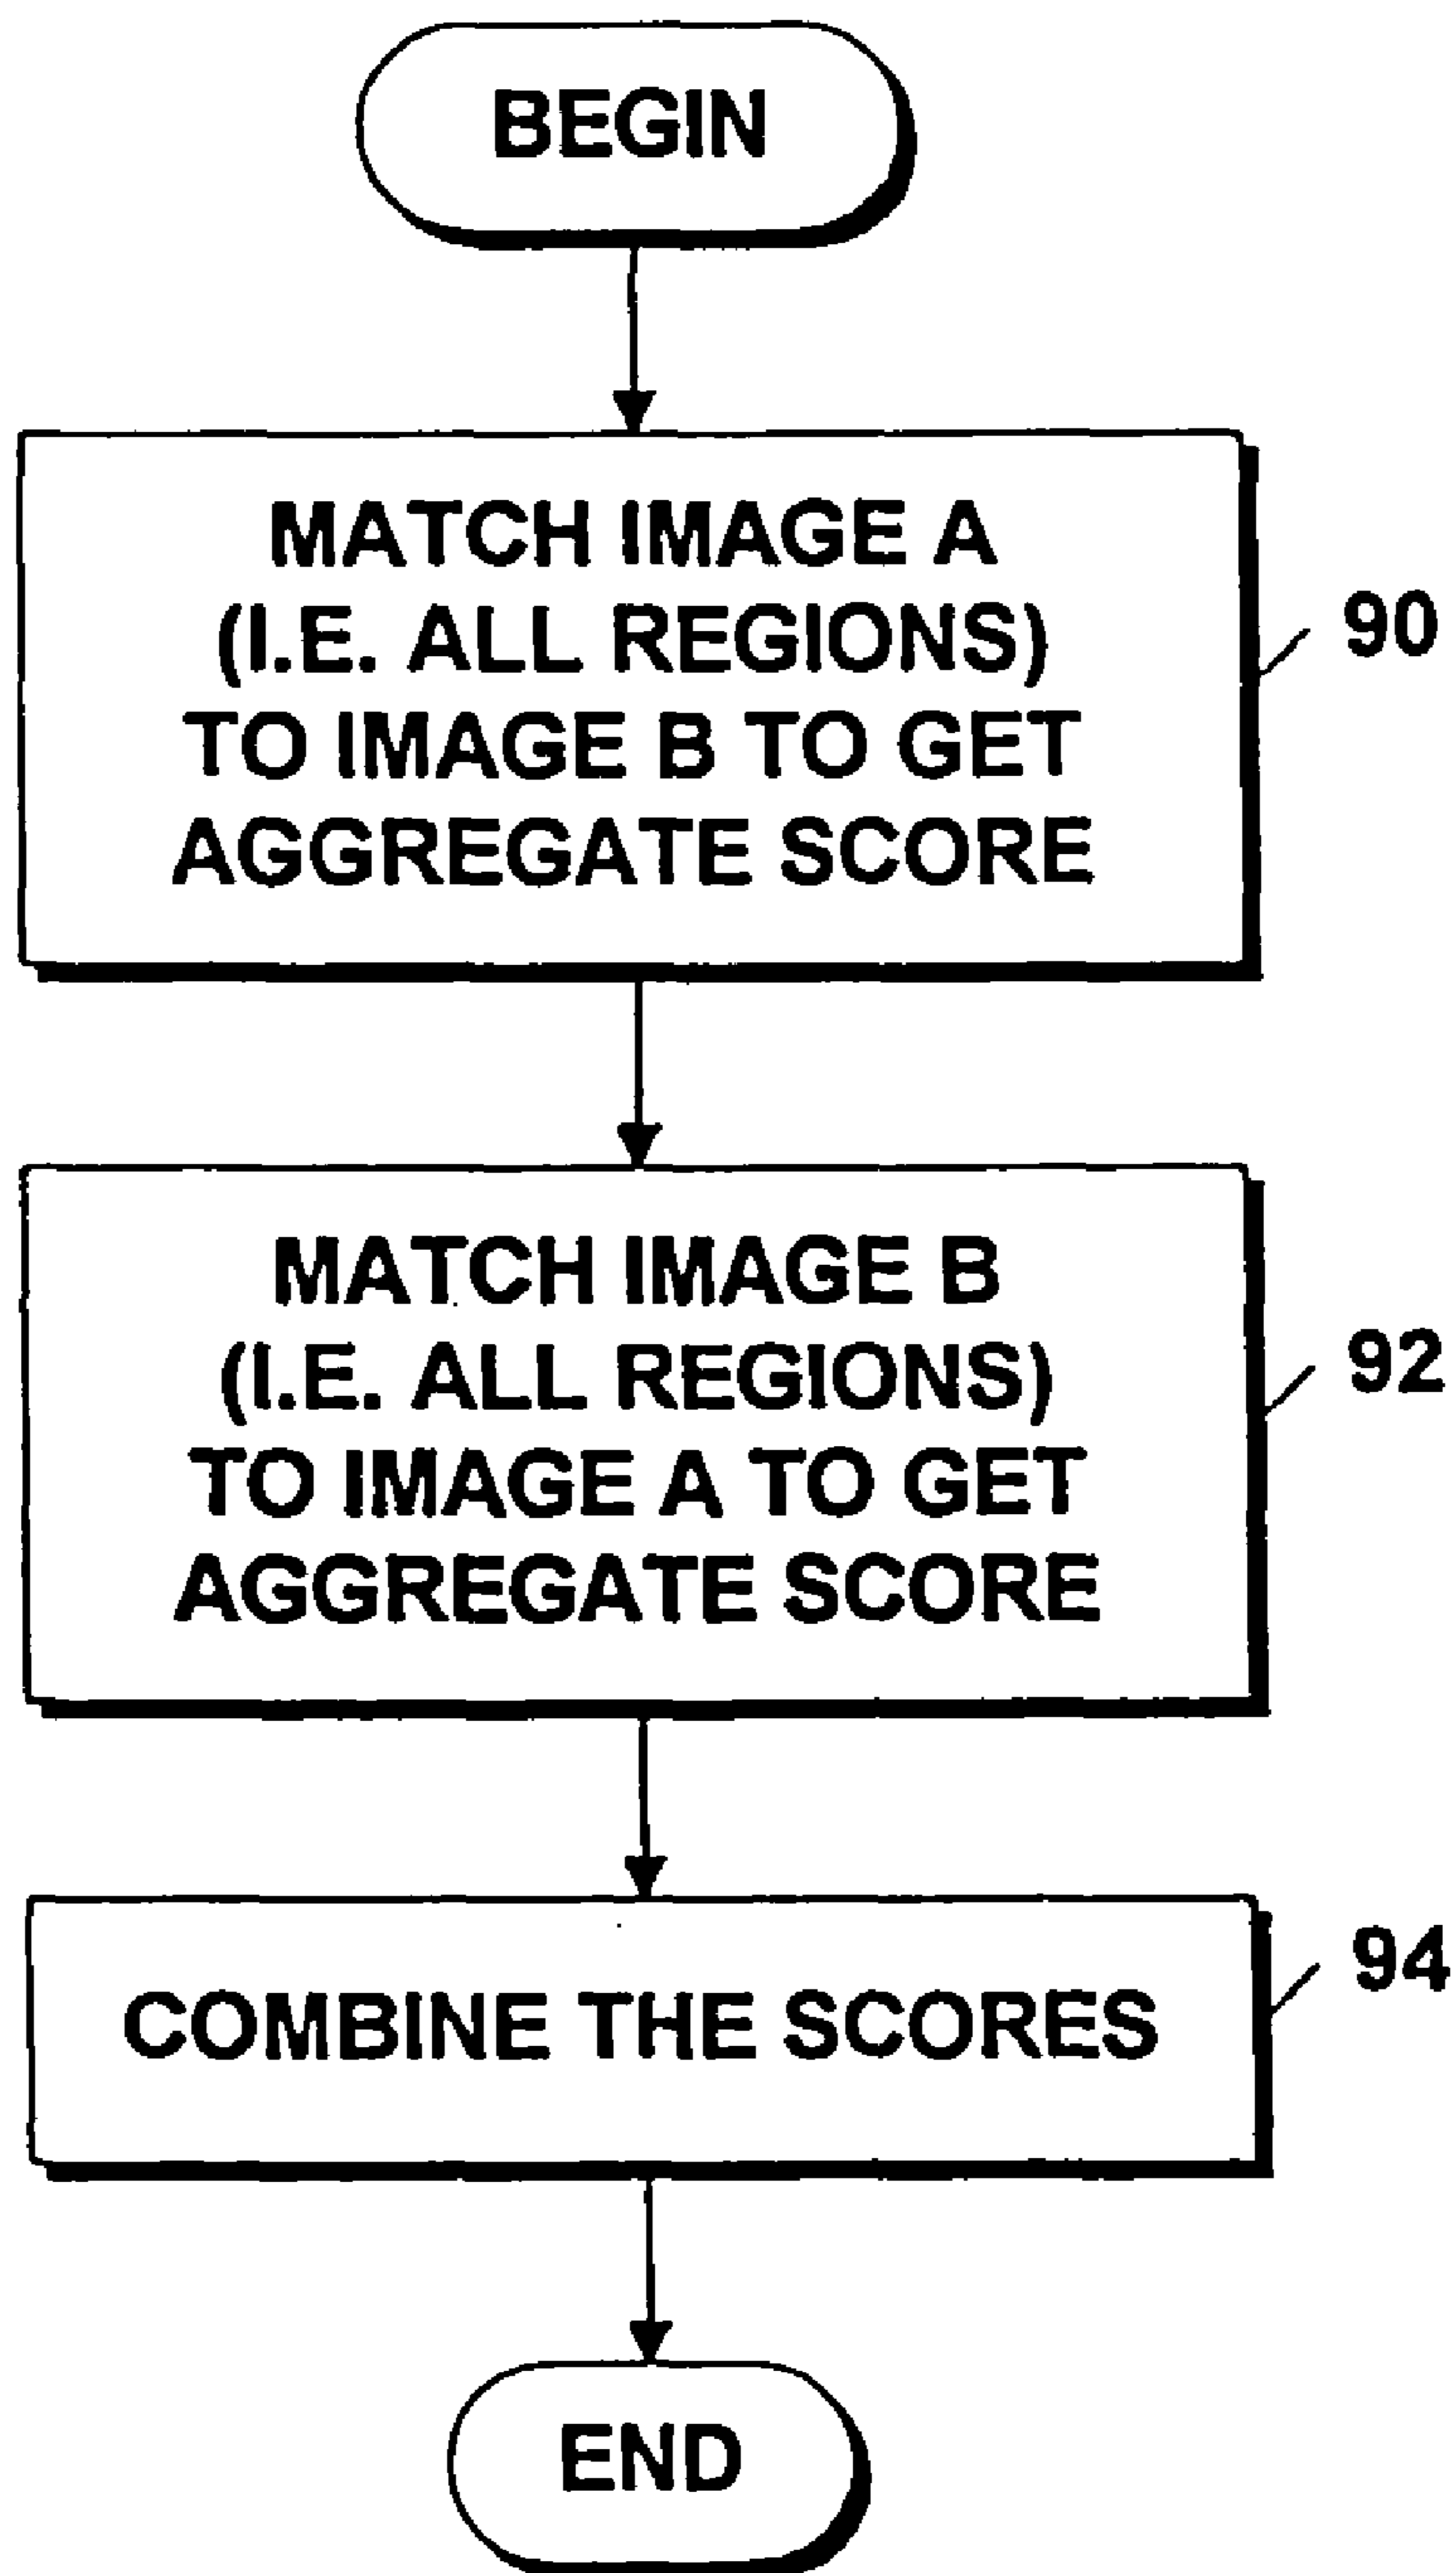 BEGIN
MATCH IMAGE A
(I.E. ALL REGIONS)
TO IMAGE B TO GET
AGGREGATE SCORE
90
MATCH IMAGE B
(I.E. ALL REGIONS)
TO IMAGE A TO GET
AGGREGATE SCORE
92
COMBINE THE SCORES
94
END